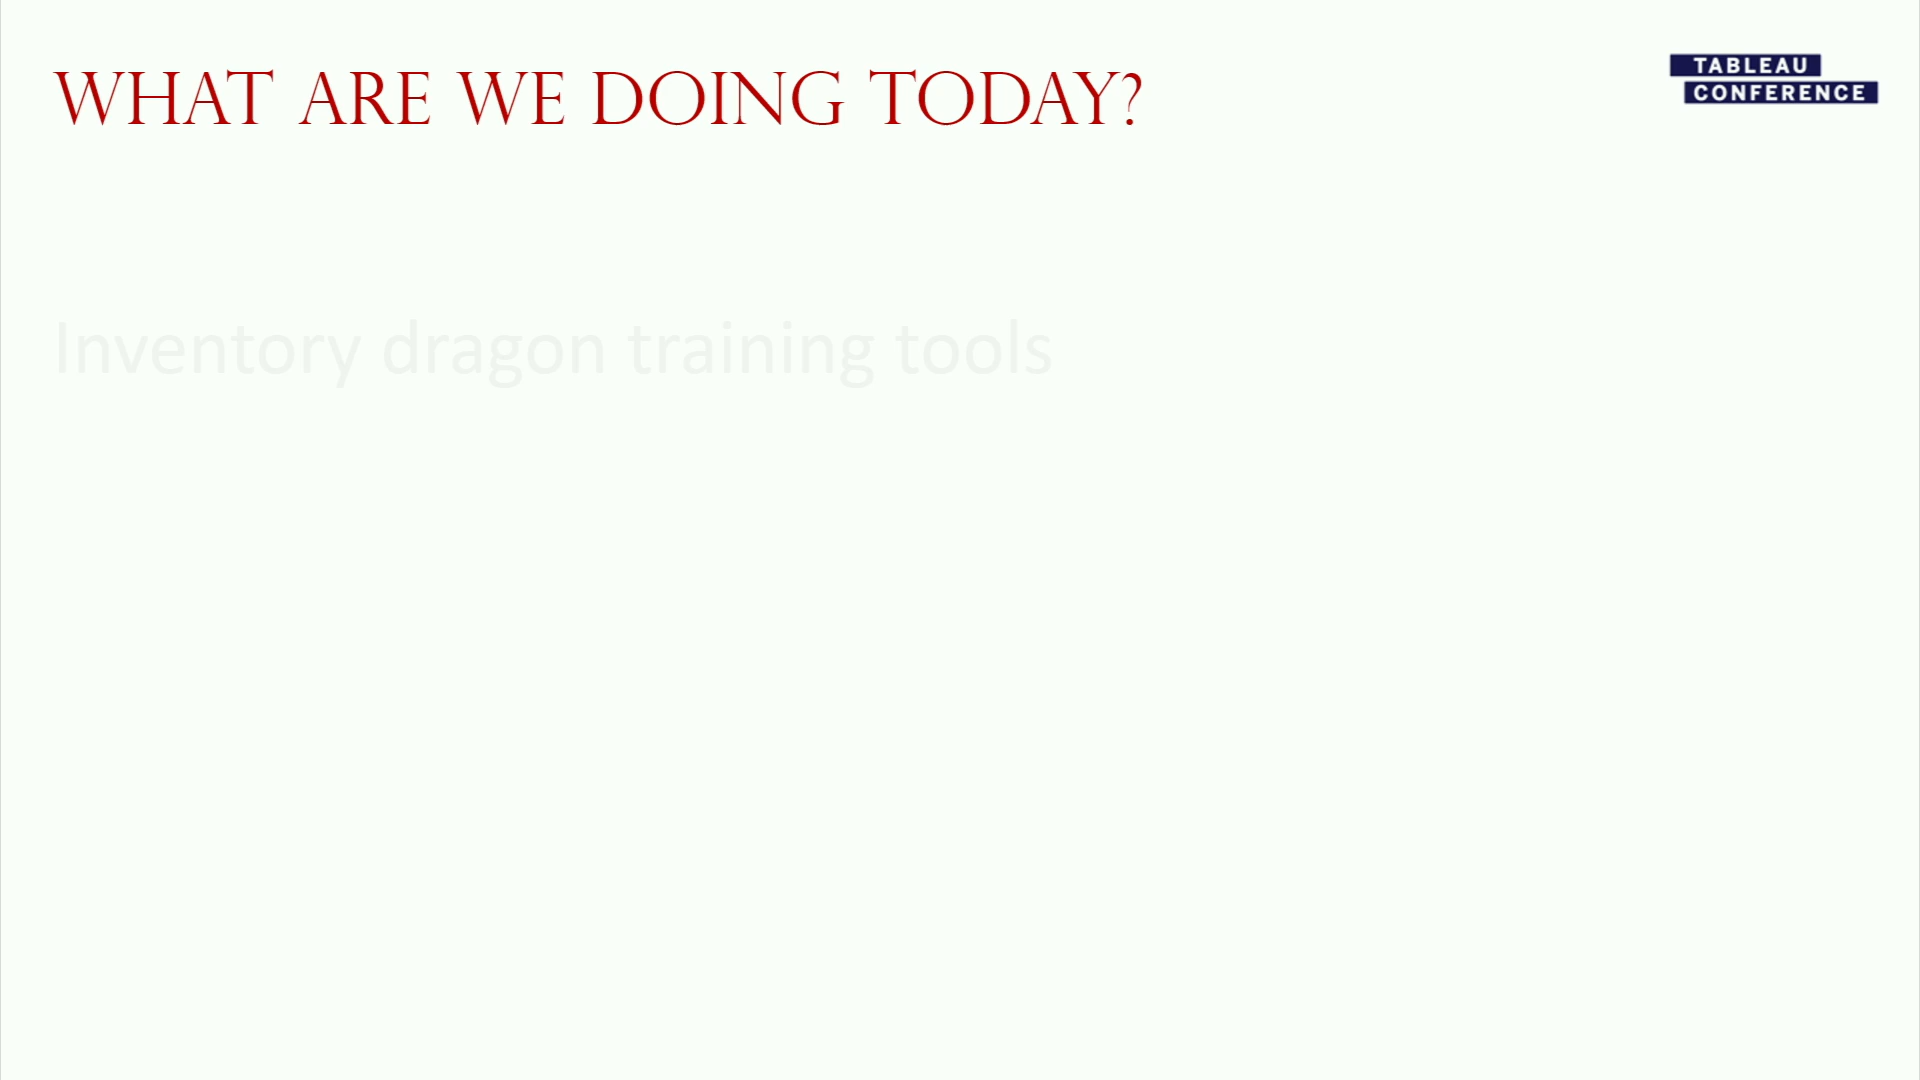 WHAT ARE WE DOING TODAY?
TABLEAU
CONFERENCE
Inventory dragon training tools